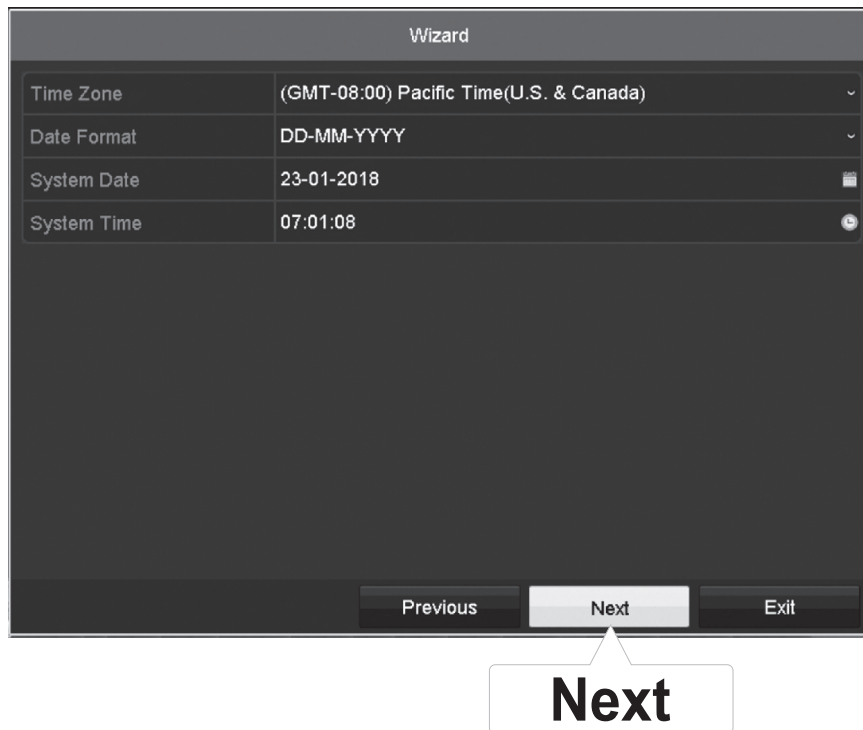 Wizard
Time Zone (GMT-08:00) Pacific Time(U.S. & Canada)
Date Format DD-MM-YYYY
System Date 23-01-2018
System Time 07:01:08
Previous Next Exit
Next